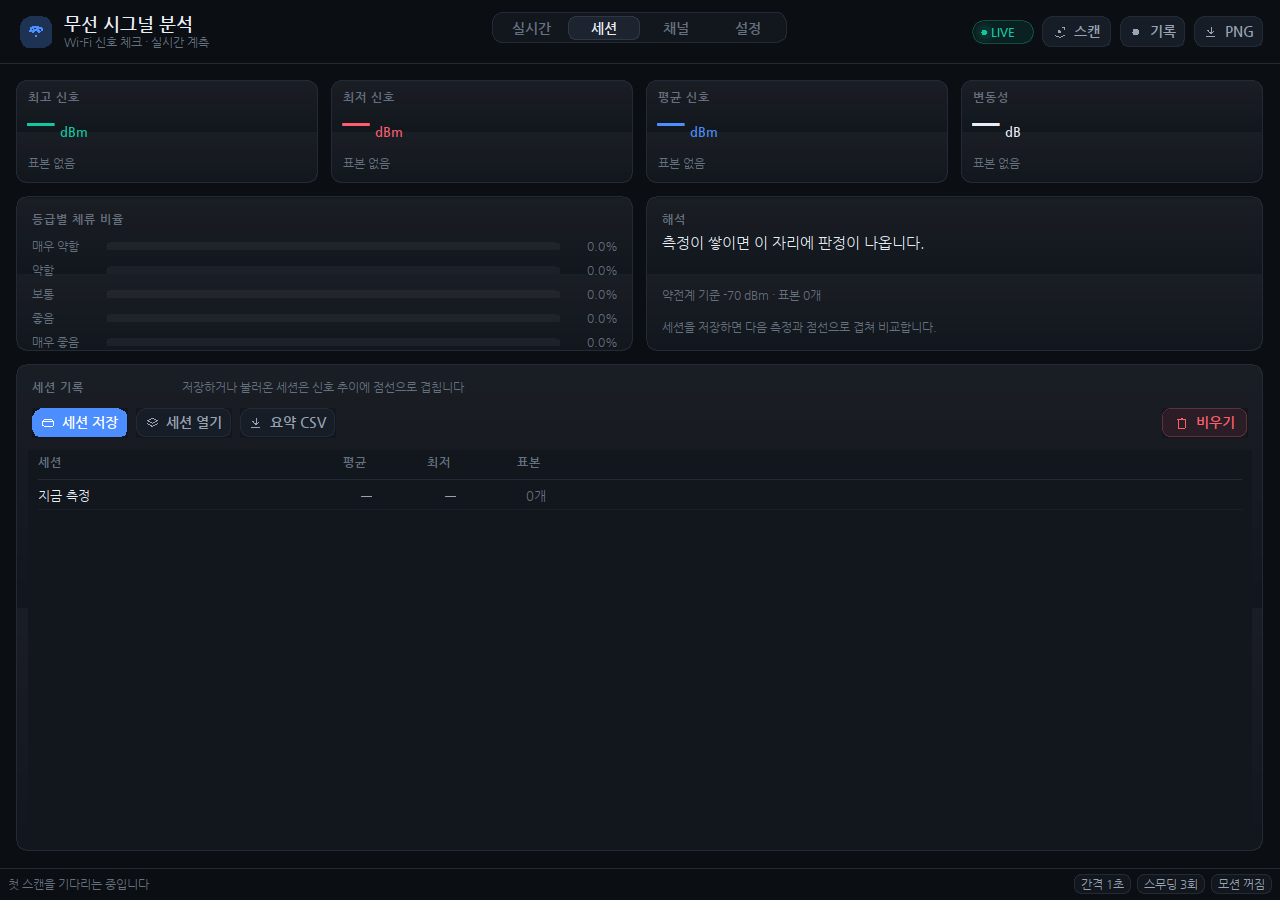 무선 시그널 분석
Wi-Fi 신호 체크 · 실시간 계측
실시간
세션
채널
설정
LIVE
스캔
기록
PNG
최고 신호
— dBm
표본 없음
최저 신호
— dBm
표본 없음
평균 신호
— dBm
표본 없음
변동성
— dB
표본 없음
등급별 체류 비율
매우 약함 0.0%
약함 0.0%
보통 0.0%
좋음 0.0%
매우 좋음 0.0%
해석
측정이 쌓이면 이 자리에 판정이 나옵니다.
약전계 기준 -70 dBm · 표본 0개
세션을 저장하면 다음 측정과 점선으로 겹쳐 비교합니다.
세션 기록 저장하거나 불러온 세션은 신호 추이에 점선으로 겹칩니다
세션 저장 세션 열기 요약 CSV 비우기
세션 평균 최저 표본
지금 측정 — — 0개
첫 스캔을 기다리는 중입니다
간격 1초
스무딩 3회
모션 꺼짐